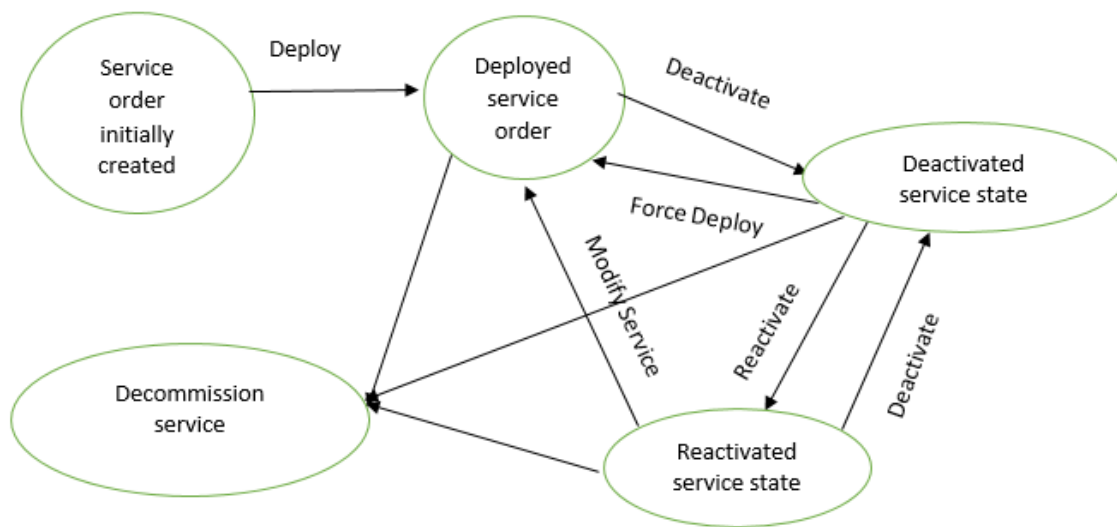 Service
order
initially
created
Deploy
Deployed
service
order
Deactivate
Deactivated
service state
Force Deploy
Modify Service
Reactivate
Deactivate
Decommission
service
Reactivated
service state